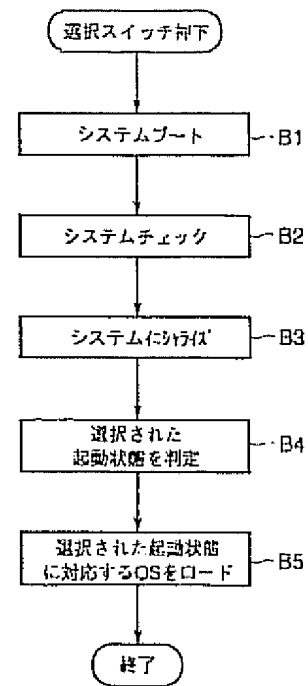 選択スイッチ押下
システムブート
B1
システムチェック
B2
システムイニシャライズ
B3
選択された
起動状態を判定
B4
選択された起動状態
に対応するOSをロード
B5
終了